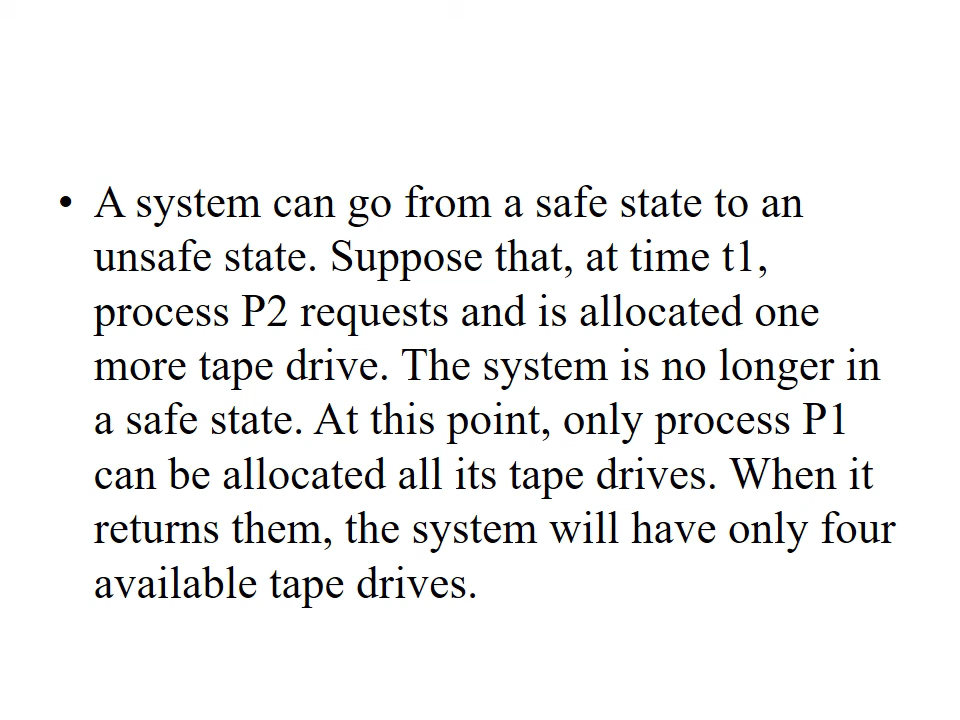 • A system can go from a safe state to an
unsafe state. Suppose that, at time t1,
process P2 requests and is allocated one
more tape drive. The system is no longer in
a safe state. At this point, only process P1
can be allocated all its tape drives. When it
returns them, the system will have only four
available tape drives.